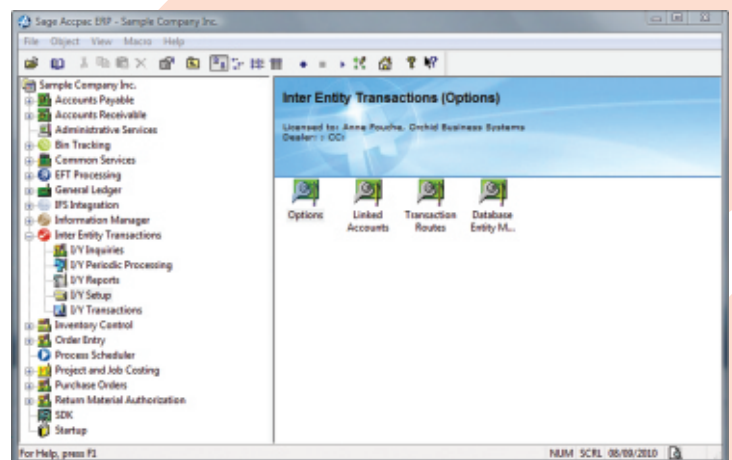 Sage Accpac ERP - Sample Company Inc.
File Object View Macro Help
Sample Company Inc.
Accounts Payable
Accounts Receivable
Administrative Services
Bin Tracking
Common Services
EFT Processing
General Ledger
IFS Integration
Information Manager
Inter Entity Transactions
I/Y Inquiries
I/Y Periodic Processing
I/Y Reports
I/Y Setup
I/Y Transactions
Inventory Control
Order Entry
Process Scheduler
Project and Job Costing
Purchase Orders
Return Material Authorization
SDK
Startup
Inter Entity Transactions (Options)
Licensed to: Anne Fouche, Orchid Business Systems
Dealer: : CCi
Options
Linked Accounts
Transaction Routes
Database Entity M...
For Help, press F1
NUM SCRL 08/09/2010